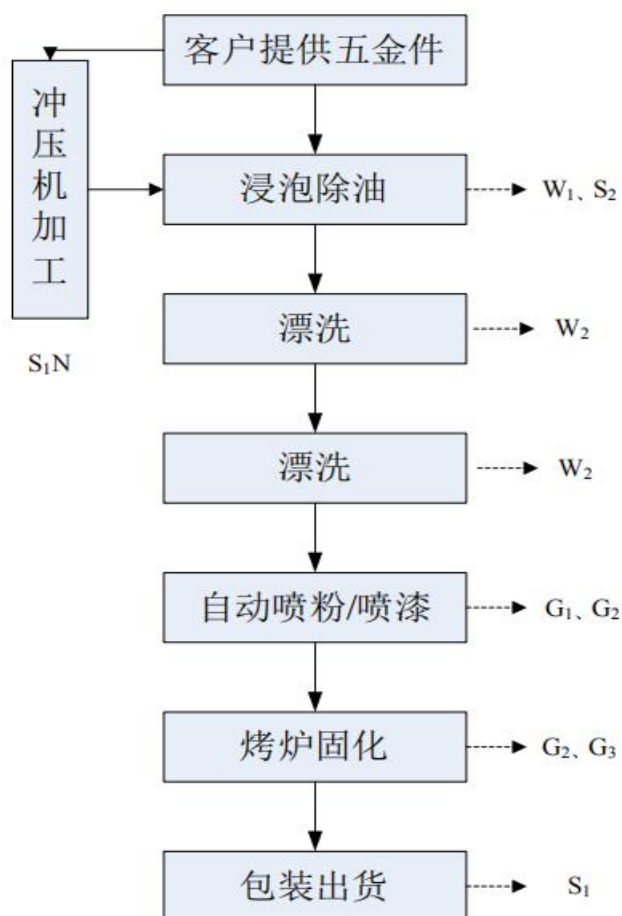 客户提供五金件
冲压机加工
S₁N
浸泡除油
W₁、S₂
漂洗
W₂
漂洗
W₂
自动喷粉/喷漆
G₁、G₂
烤炉固化
G₂、G₃
包装出货
S₁